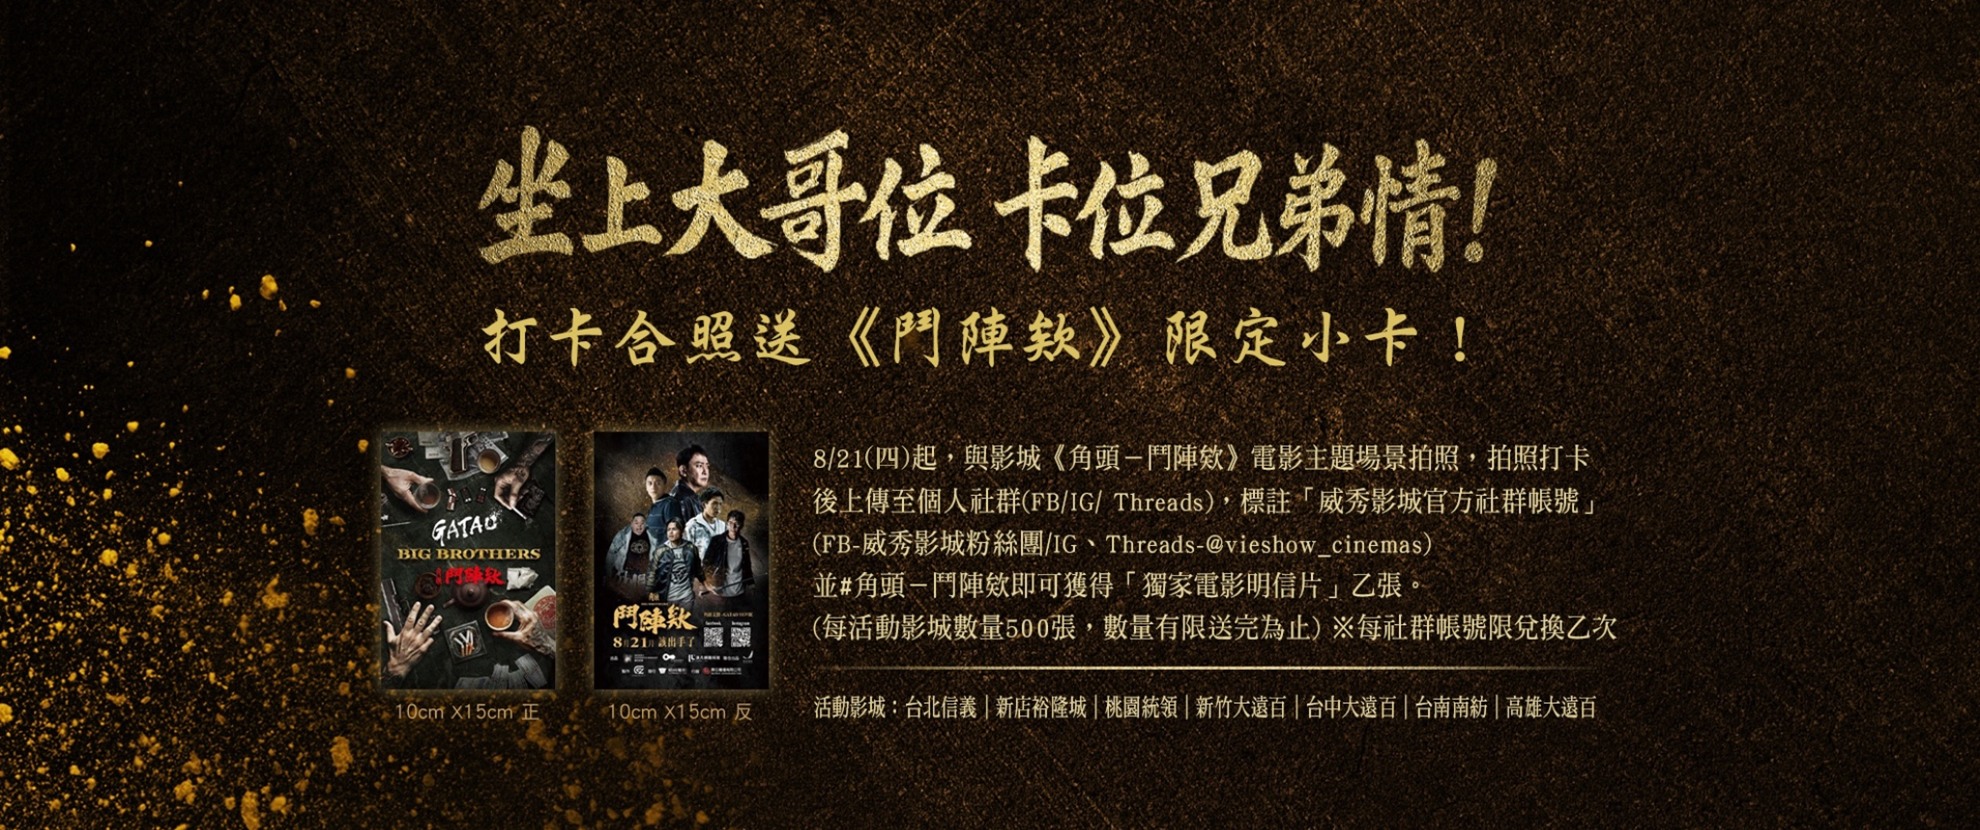 坐上大哥位 卡位兄弟情!
打卡合照送《鬥陣欸》限定小卡！
GATAO
BIG BROTHERS
鬥陣欸
10cm X15cm 正
鬥陣欸
8月21日 該出手了
10cm X15cm 反
8/21(四)起，與影城《角頭－鬥陣欸》電影主題場景拍照，拍照打卡
後上傳至個人社群(FB/IG/ Threads)，標註「威秀影城官方社群帳號」
(FB-威秀影城粉絲團/IG、Threads-@vieshow_cinemas)
並#角頭－鬥陣欸即可獲得「獨家電影明信片」乙張。
(每活動影城數量500張，數量有限送完為止) ※每社群帳號限兌換乙次
活動影城：台北信義｜新店裕隆城｜桃園統領｜新竹大遠百｜台中大遠百｜台南南紡｜高雄大遠百